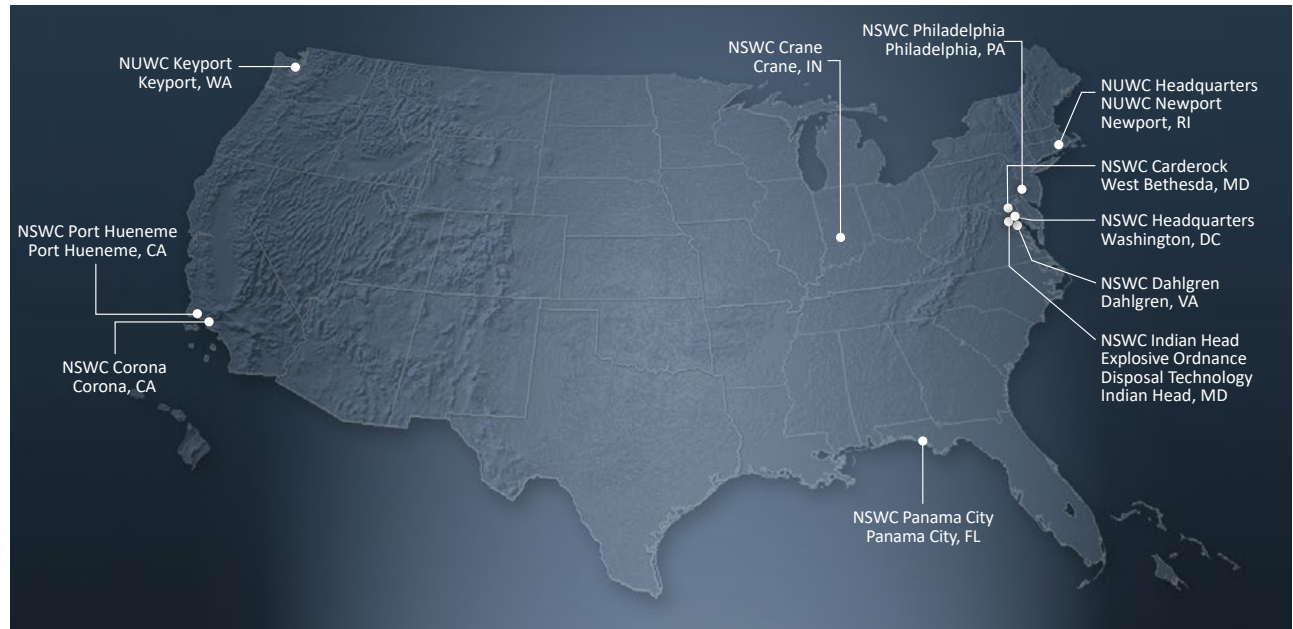 NUWC Keyport
Keyport, WA
NSWC Port Hueneme
Port Hueneme, CA
NSWC Corona
Corona, CA
NSWC Crane
Crane, IN
NSWC Philadelphia
Philadelphia, PA
NUWC Headquarters
NUWC Newport
Newport, RI
NSWC Carderock
West Bethesda, MD
NSWC Headquarters
Washington, DC
NSWC Dahlgren
Dahlgren, VA
NSWC Indian Head
Explosive Ordnance
Disposal Technology
Indian Head, MD
NSWC Panama City
Panama City, FL